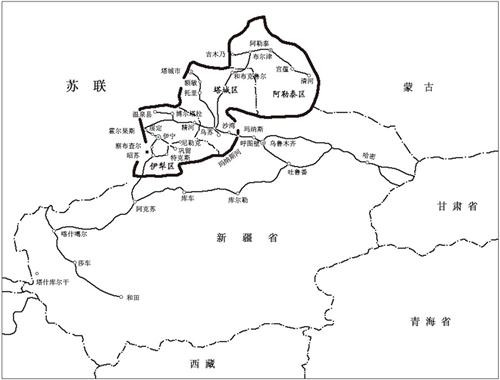 阿勒泰
吉木乃
布尔津
塔城市
富蕴
清河
额敏
和布克鲁尔
苏联
托里
塔城区
阿勒泰区
蒙古
温泉县
博尔塔拉
霍尔果斯
绥定
精河
沙湾
玛纳斯
伊宁
乌苏
呼图壁
乌鲁木齐
察布查尔
尼勒克
昭苏
巩留
特克斯
玛纳斯河
哈密
伊犁区
吐鲁番
阿克苏
库车
库尔勒
甘肃省
喀什噶尔
新疆省
莎车
塔什库尔干
和田
青海省
西藏